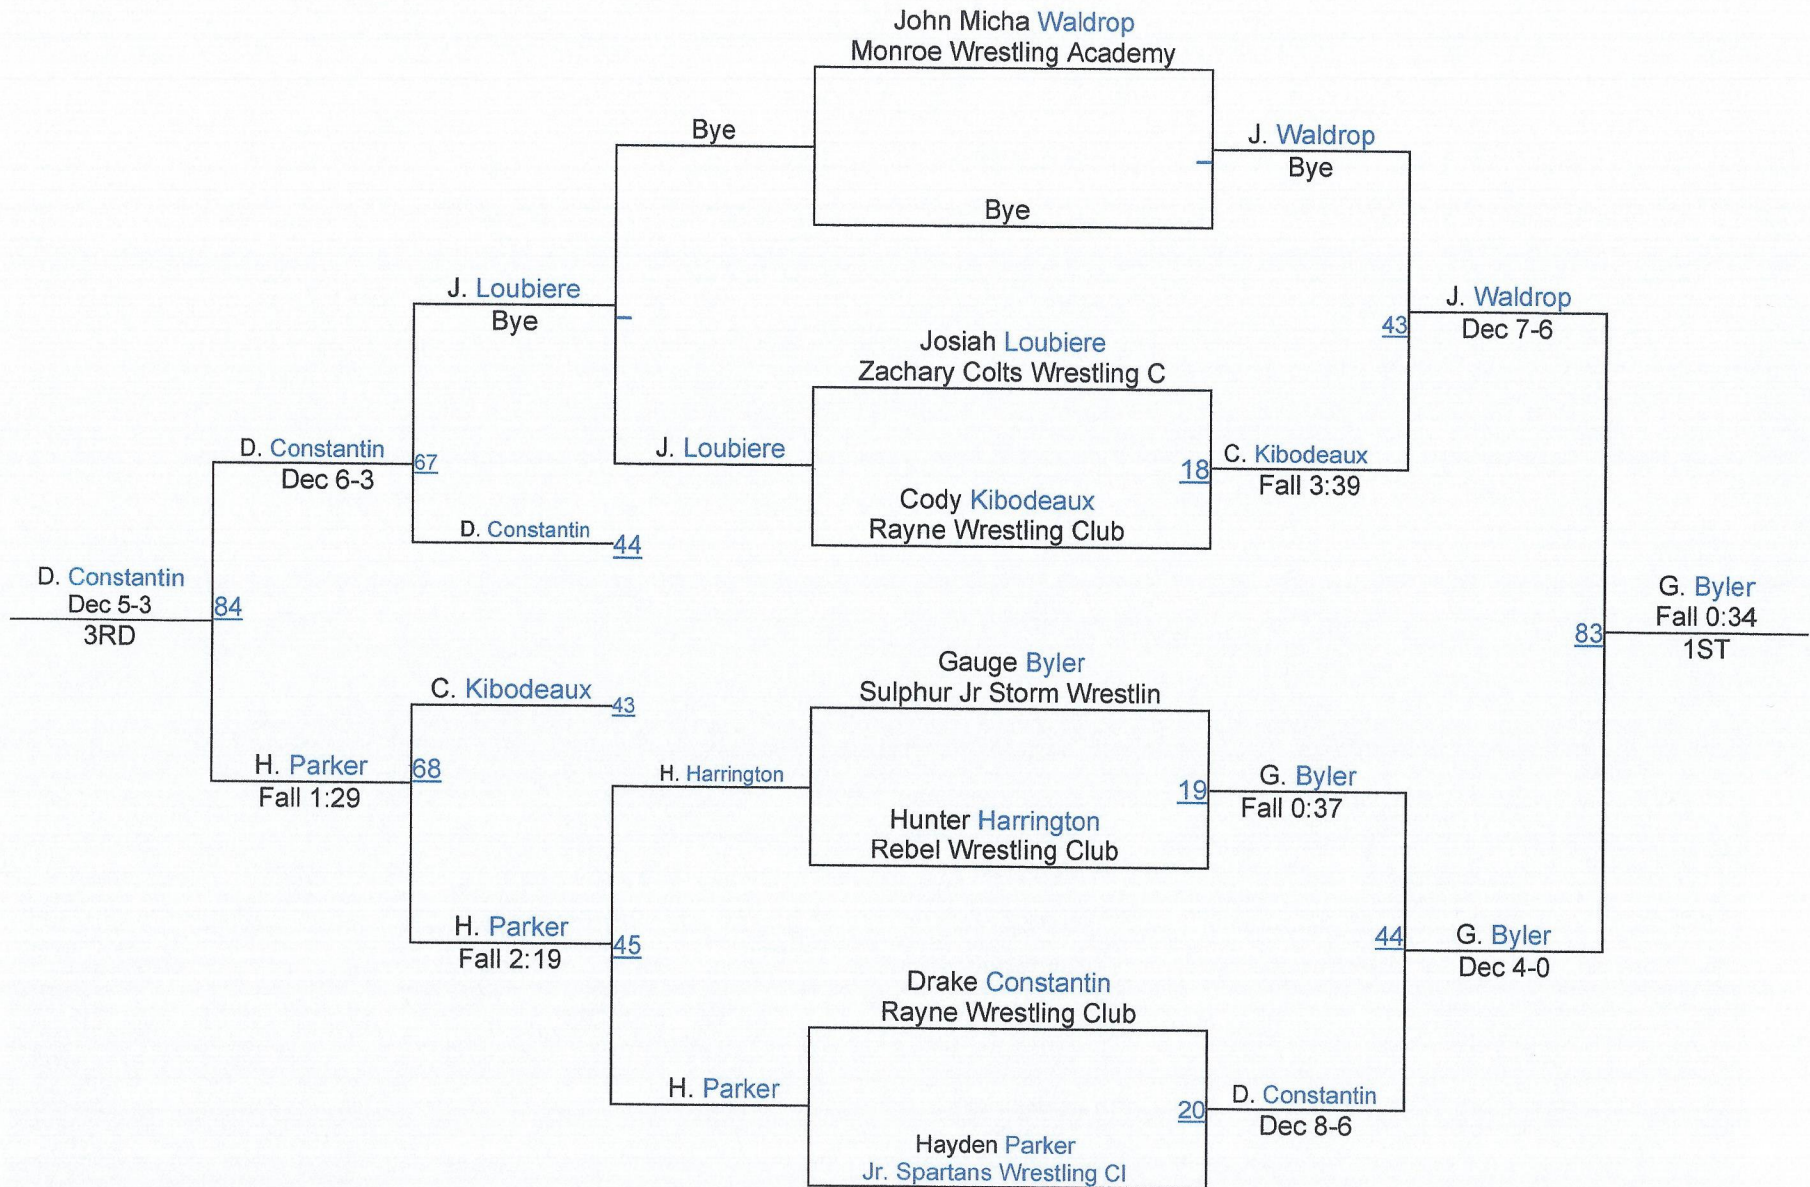 John Micha Waldrop
Monroe Wrestling Academy
Bye
J. Waldrop
Bye
Bye
J. Loubiere
Bye
J. Waldrop
Dec 7-6
43
Josiah Loubiere
Zachary Colts Wrestling C
D. Constantin
Dec 6-3
67
J. Loubiere
18
C. Kibodeaux
Fall 3:39
Cody Kibodeaux
Rayne Wrestling Club
D. Constantin
44
D. Constantin
Dec 5-3
3RD
84
G. Byler
Fall 0:34
1ST
83
Gauge Byler
Sulphur Jr Storm Wrestlin
C. Kibodeaux
43
H. Parker
Fall 1:29
68
H. Harrington
19
G. Byler
Fall 0:37
Hunter Harrington
Rebel Wrestling Club
H. Parker
Fall 2:19
45
44
G. Byler
Dec 4-0
Drake Constantin
Rayne Wrestling Club
H. Parker
20
D. Constantin
Dec 8-6
Hayden Parker
Jr. Spartans Wrestling Cl